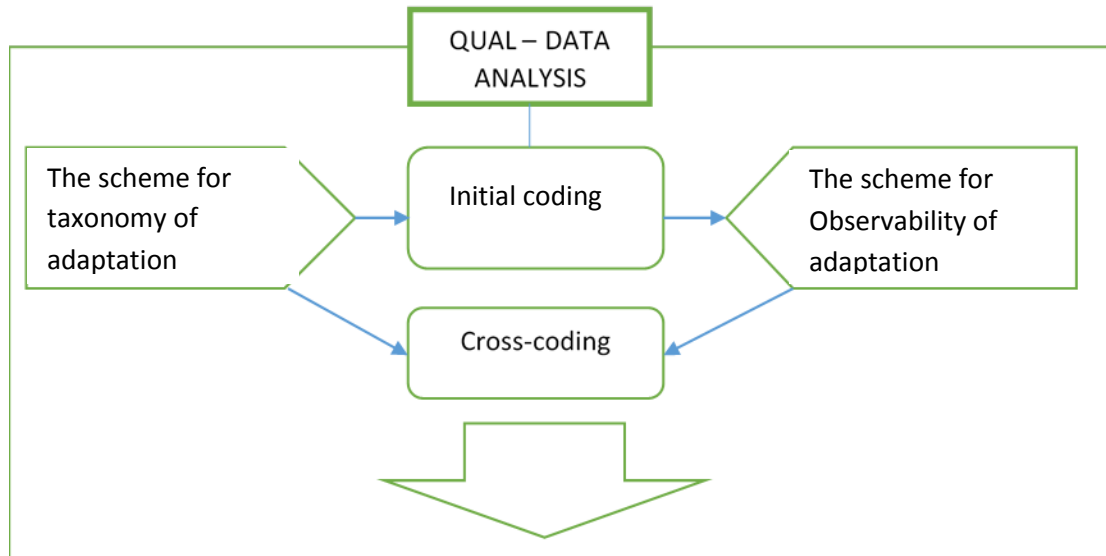 QUAL – DATA
ANALYSIS
The scheme for
taxonomy of
adaptation
Initial coding
The scheme for
Observability of
adaptation
Cross-coding